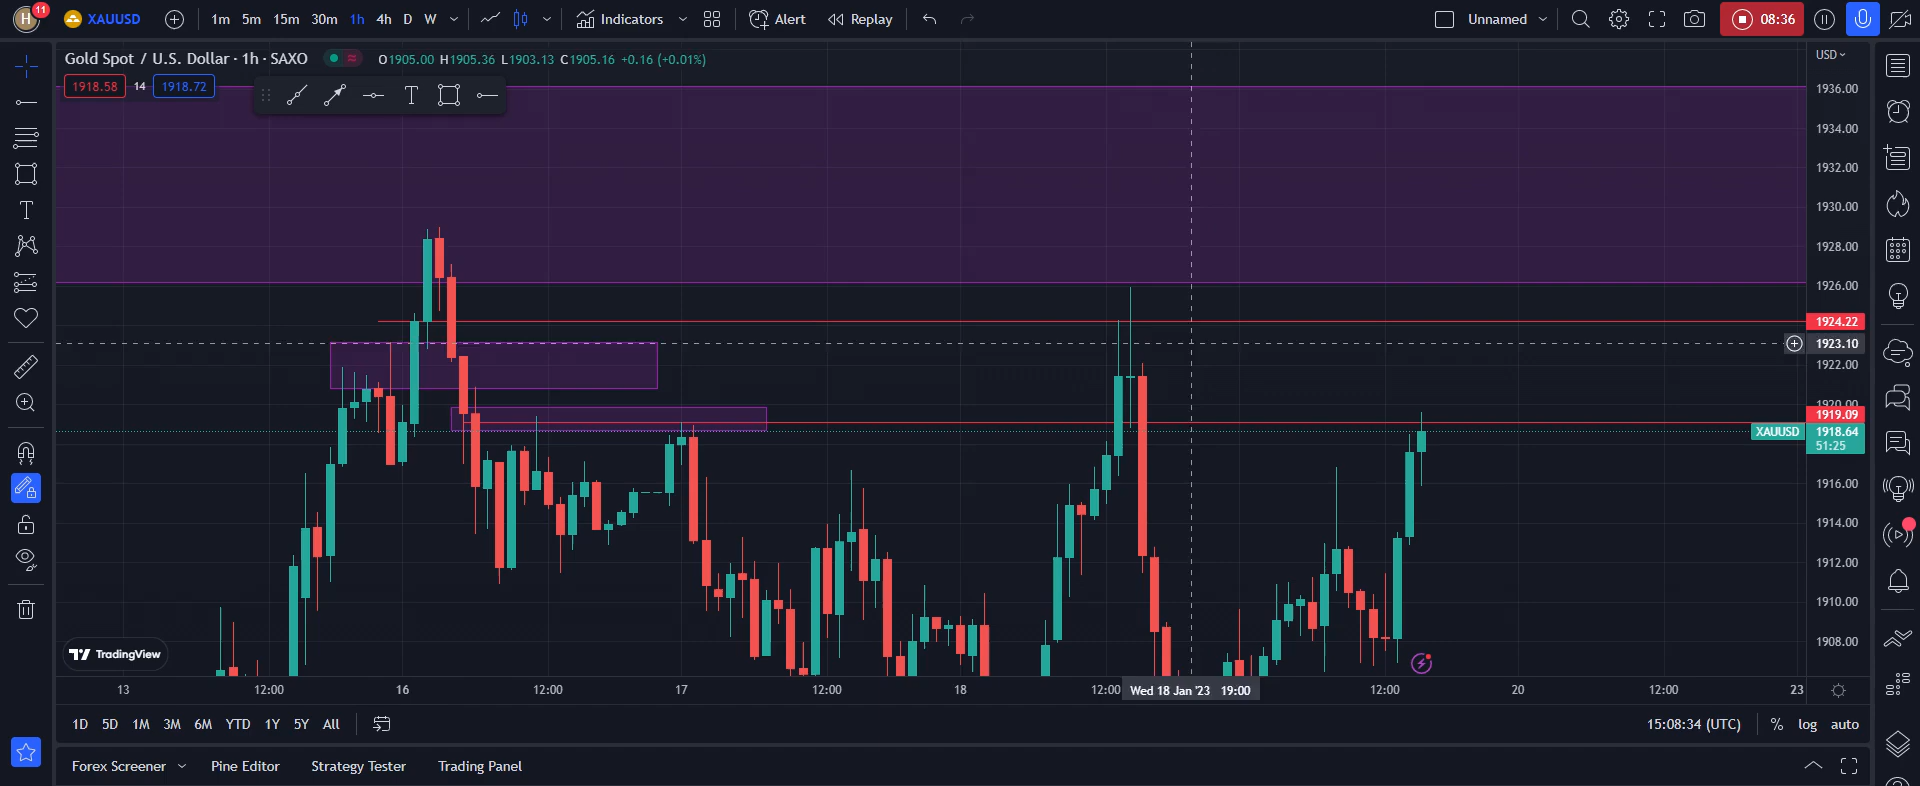 H 11 XAUUSD 1m 5m 15m 30m 1h 4h D W Indicators Alert Replay Unnamed 08:36
Gold Spot / U.S. Dollar · 1h · SAXO O1905.00 H1905.36 L1903.13 C1905.16 +0.16 (+0.01%)
USD
1918.58 14 1918.72
1936.00
1934.00
1932.00
1930.00
1928.00
1926.00
1924.22
1923.10
1922.00
1920.00
1919.09
XAUUSD 1918.64
51:25
1916.00
1914.00
1912.00
1910.00
1908.00
TradingView
13 12:00 16 12:00 17 12:00 18 12:00 Wed 18 Jan '23 19:00 12:00 20 12:00 23
1D 5D 1M 3M 6M YTD 1Y 5Y All 15:08:34 (UTC) % log auto
Forex Screener Pine Editor Strategy Tester Trading Panel